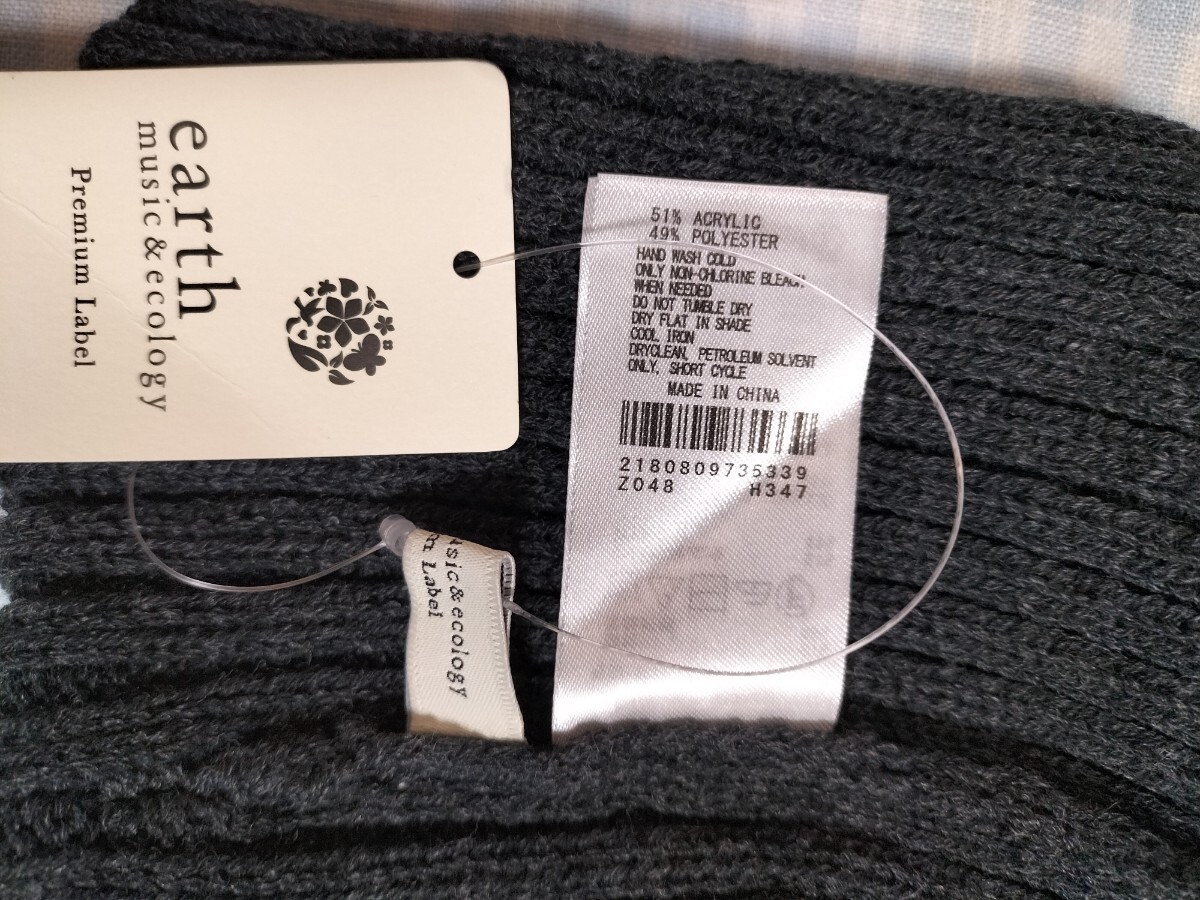 earth
music & ecology
Premium Label
51% ACRYLIC
49% POLYESTER
HAND WASH COLD
ONLY NON-CHLORINE BLEACH
WHEN NEEDED
DO NOT TUMBLE DRY
DRY FLAT IN SHADE
COOL IRON
DRYCLEAN, PETROLEUM SOLVENT
ONLY, SHORT CYCLE
MADE IN CHINA
2180809735339
Z048 H347
sic & ecology
Label